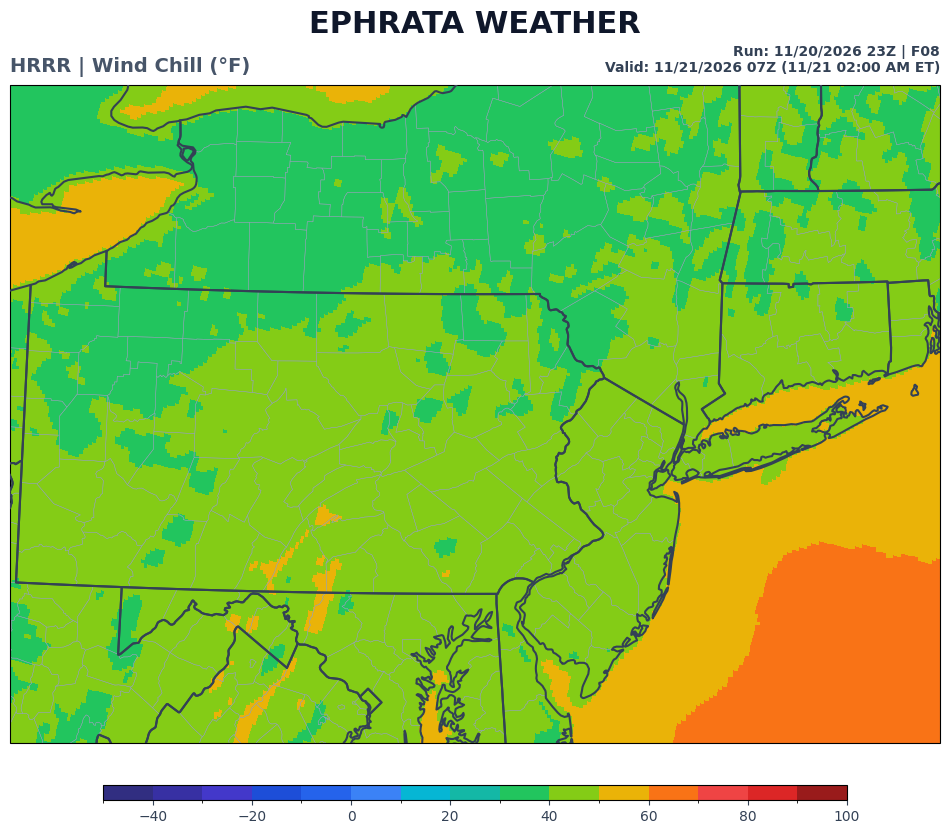 EPHRATA WEATHER
HRRR | Wind Chill (°F)
Run: 11/20/2026 23Z | F08
Valid: 11/21/2026 07Z (11/21 02:00 AM ET)
−40 −20 0 20 40 60 80 100